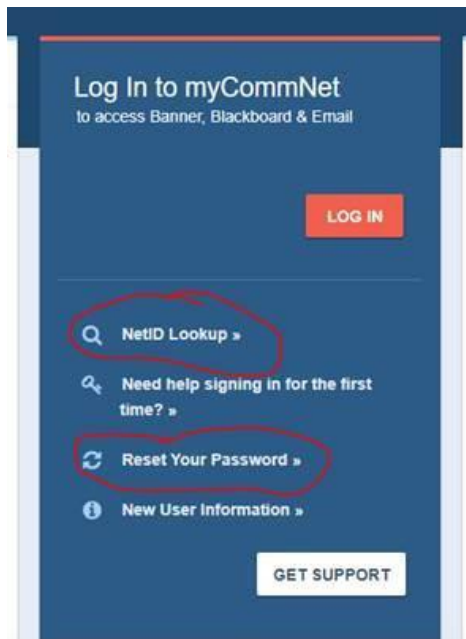 Log In to myCommNet
to access Banner, Blackboard & Email
LOG IN
NetID Lookup »
Need help signing in for the first
time? »
Reset Your Password »
New User Information »
GET SUPPORT